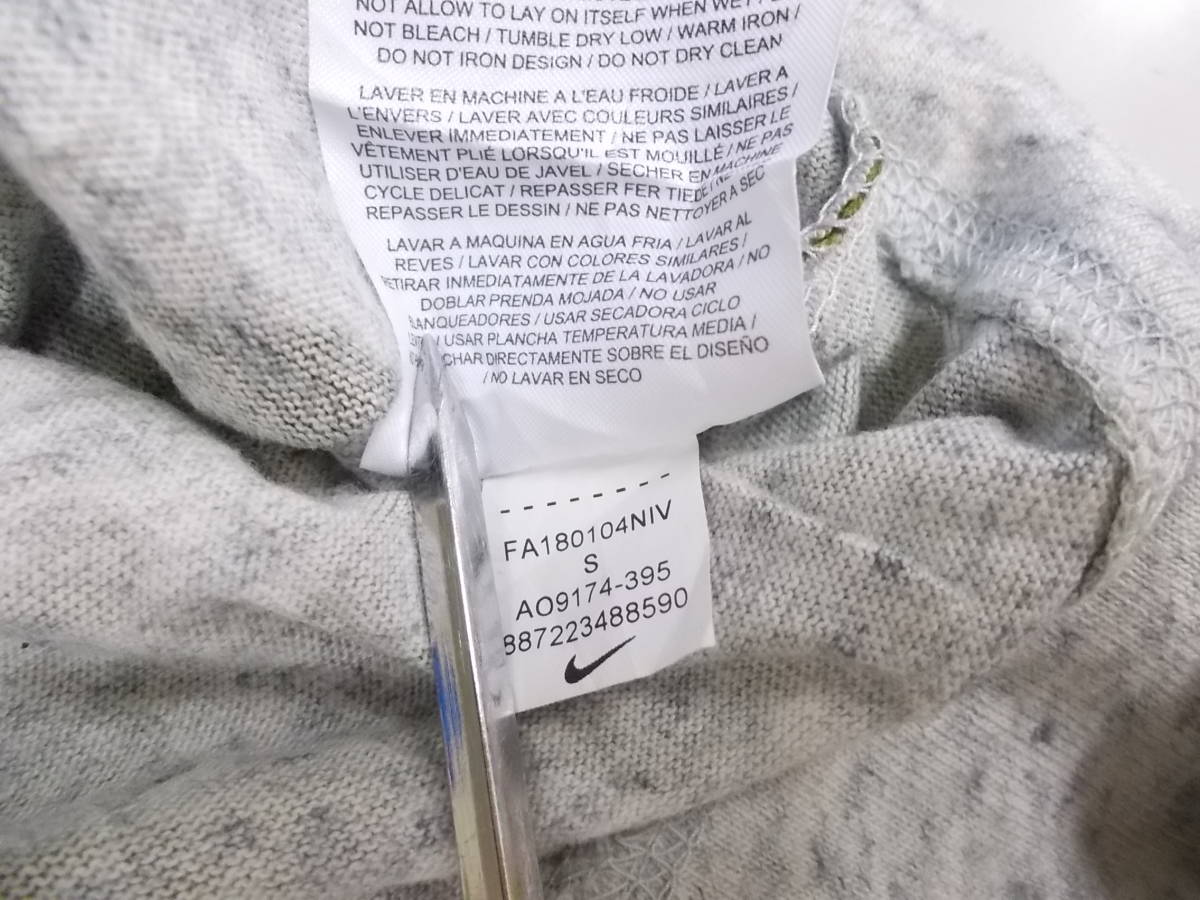 NOT ALLOW TO LAY ON ITSELF WHEN WET
NOT BLEACH / TUMBLE DRY LOW / WARM IRON /
DO NOT IRON DESIGN / DO NOT DRY CLEAN
LAVER EN MACHINE A L'EAU FROIDE / LAVER A
L'ENVERS / LAVER AVEC COULEURS SIMILAIRES /
ENLEVER IMMEDIATEMENT / NE PAS LAISSER LE
VÊTEMENT PLIÉ LORSQU'IL EST MOUILLÉ / NE PAS
UTILISER D'EAU DE JAVEL / SECHER EN MACHINE
CYCLE DELICAT / REPASSER FER TIEDE / NE PAS
REPASSER LE DESSIN / NE PAS NETTOYER A SEC
LAVAR A MAQUINA EN AGUA FRIA / LAVAR AL
REVES / LAVAR CON COLORES SIMILARES /
RETIRAR INMEDIATAMENTE DE LA LAVADORA / NO
DOBLAR PRENDA MOJADA / NO USAR
BLANQUEADORES / USAR SECADORA CICLO
/ USAR PLANCHA TEMPERATURA MEDIA /
DIRECTAMENTE SOBRE EL DISEÑO
/ NO LAVAR EN SECO
FA180104NIV
S
AO9174-395
887223488590